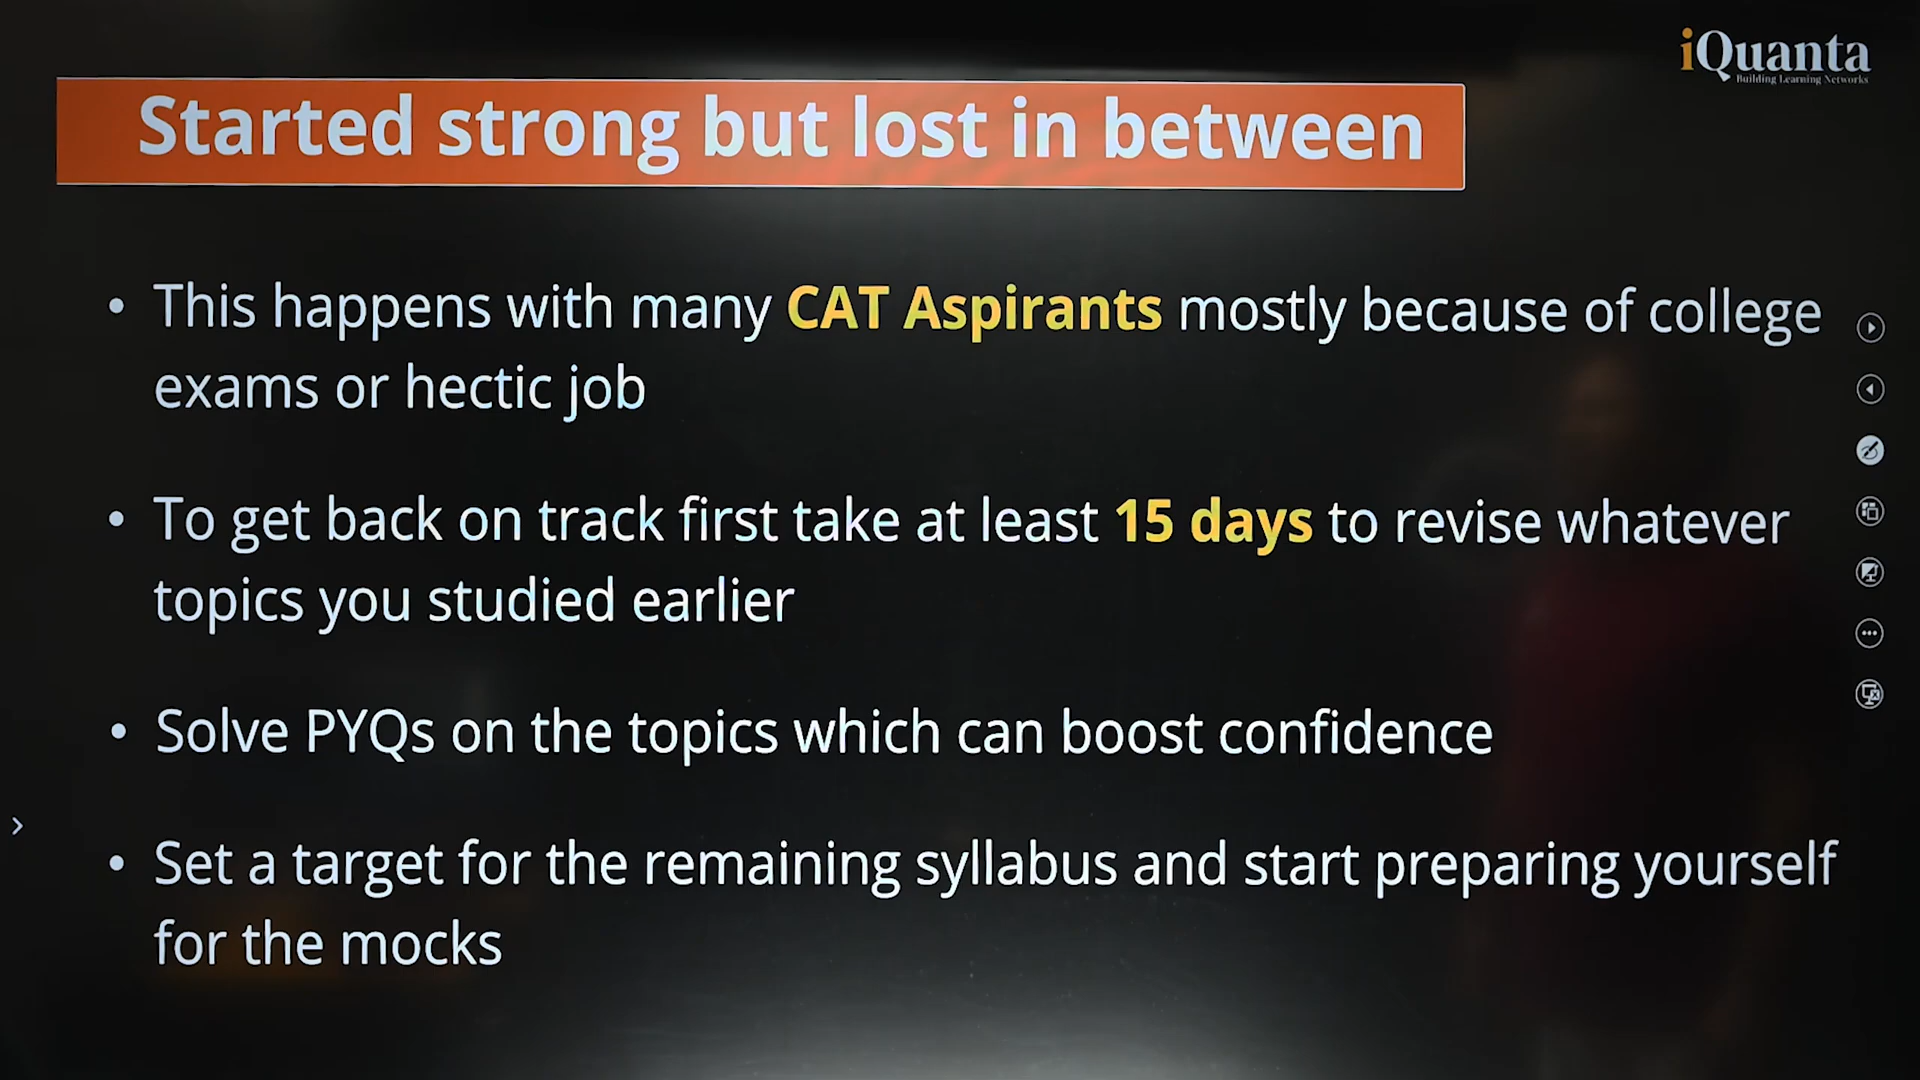 iQuanta
Building Learning Networks
Started strong but lost in between
• This happens with many CAT Aspirants mostly because of college
exams or hectic job
• To get back on track first take at least 15 days to revise whatever
topics you studied earlier
• Solve PYQs on the topics which can boost confidence
• Set a target for the remaining syllabus and start preparing yourself
for the mocks